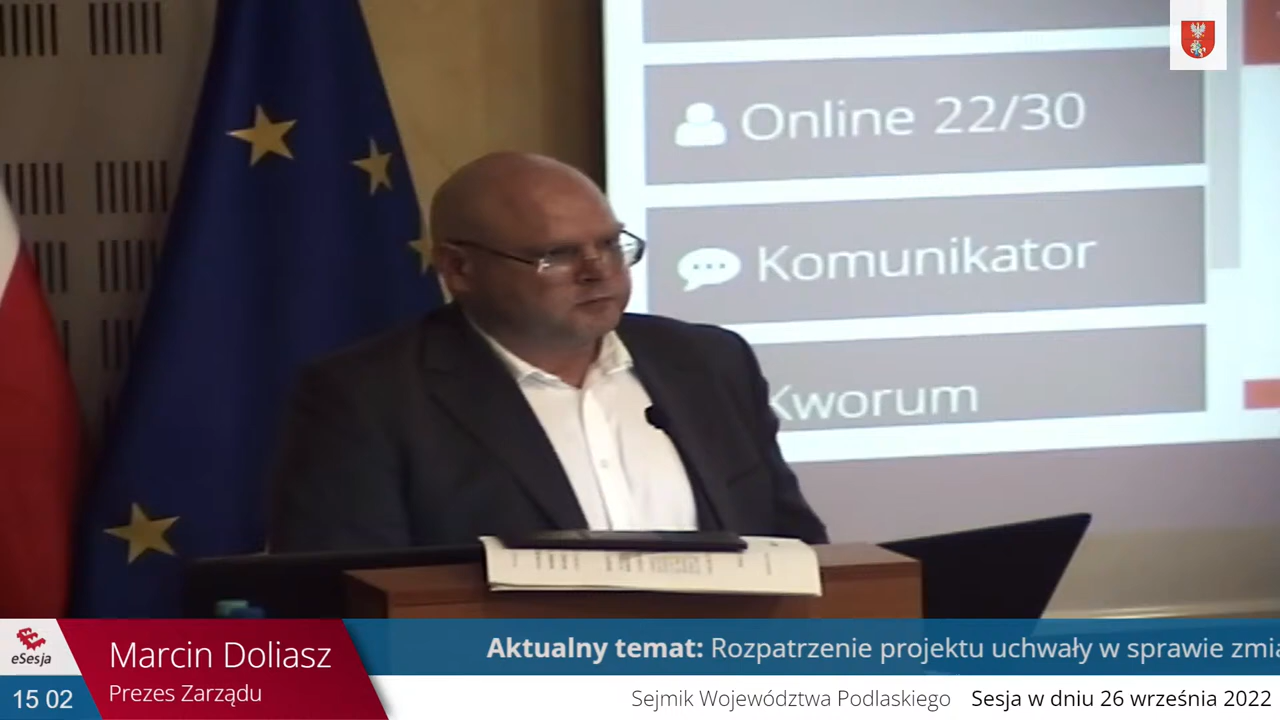 Online 22/30
Komunikator
Kworum
eSesja
Marcin Doliasz
Prezes Zarządu
15 02
Aktualny temat: Rozpatrzenie projektu uchwały w sprawie zmia
Sejmik Województwa Podlaskiego Sesja w dniu 26 września 2022